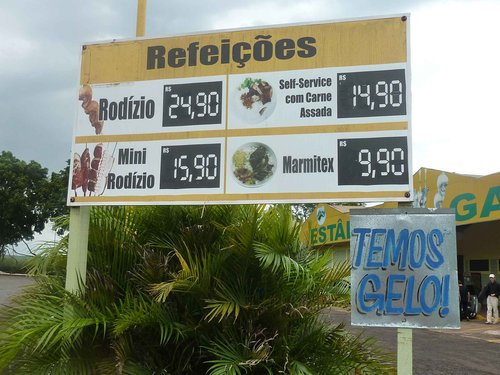 Refeições
Rodízio
R$
24,90
Self-Service
com Carne
Assada
R$
14,90
Mini
Rodízio
R$
15,90
Marmitex
R$
9,90
TEMOS
GELO!